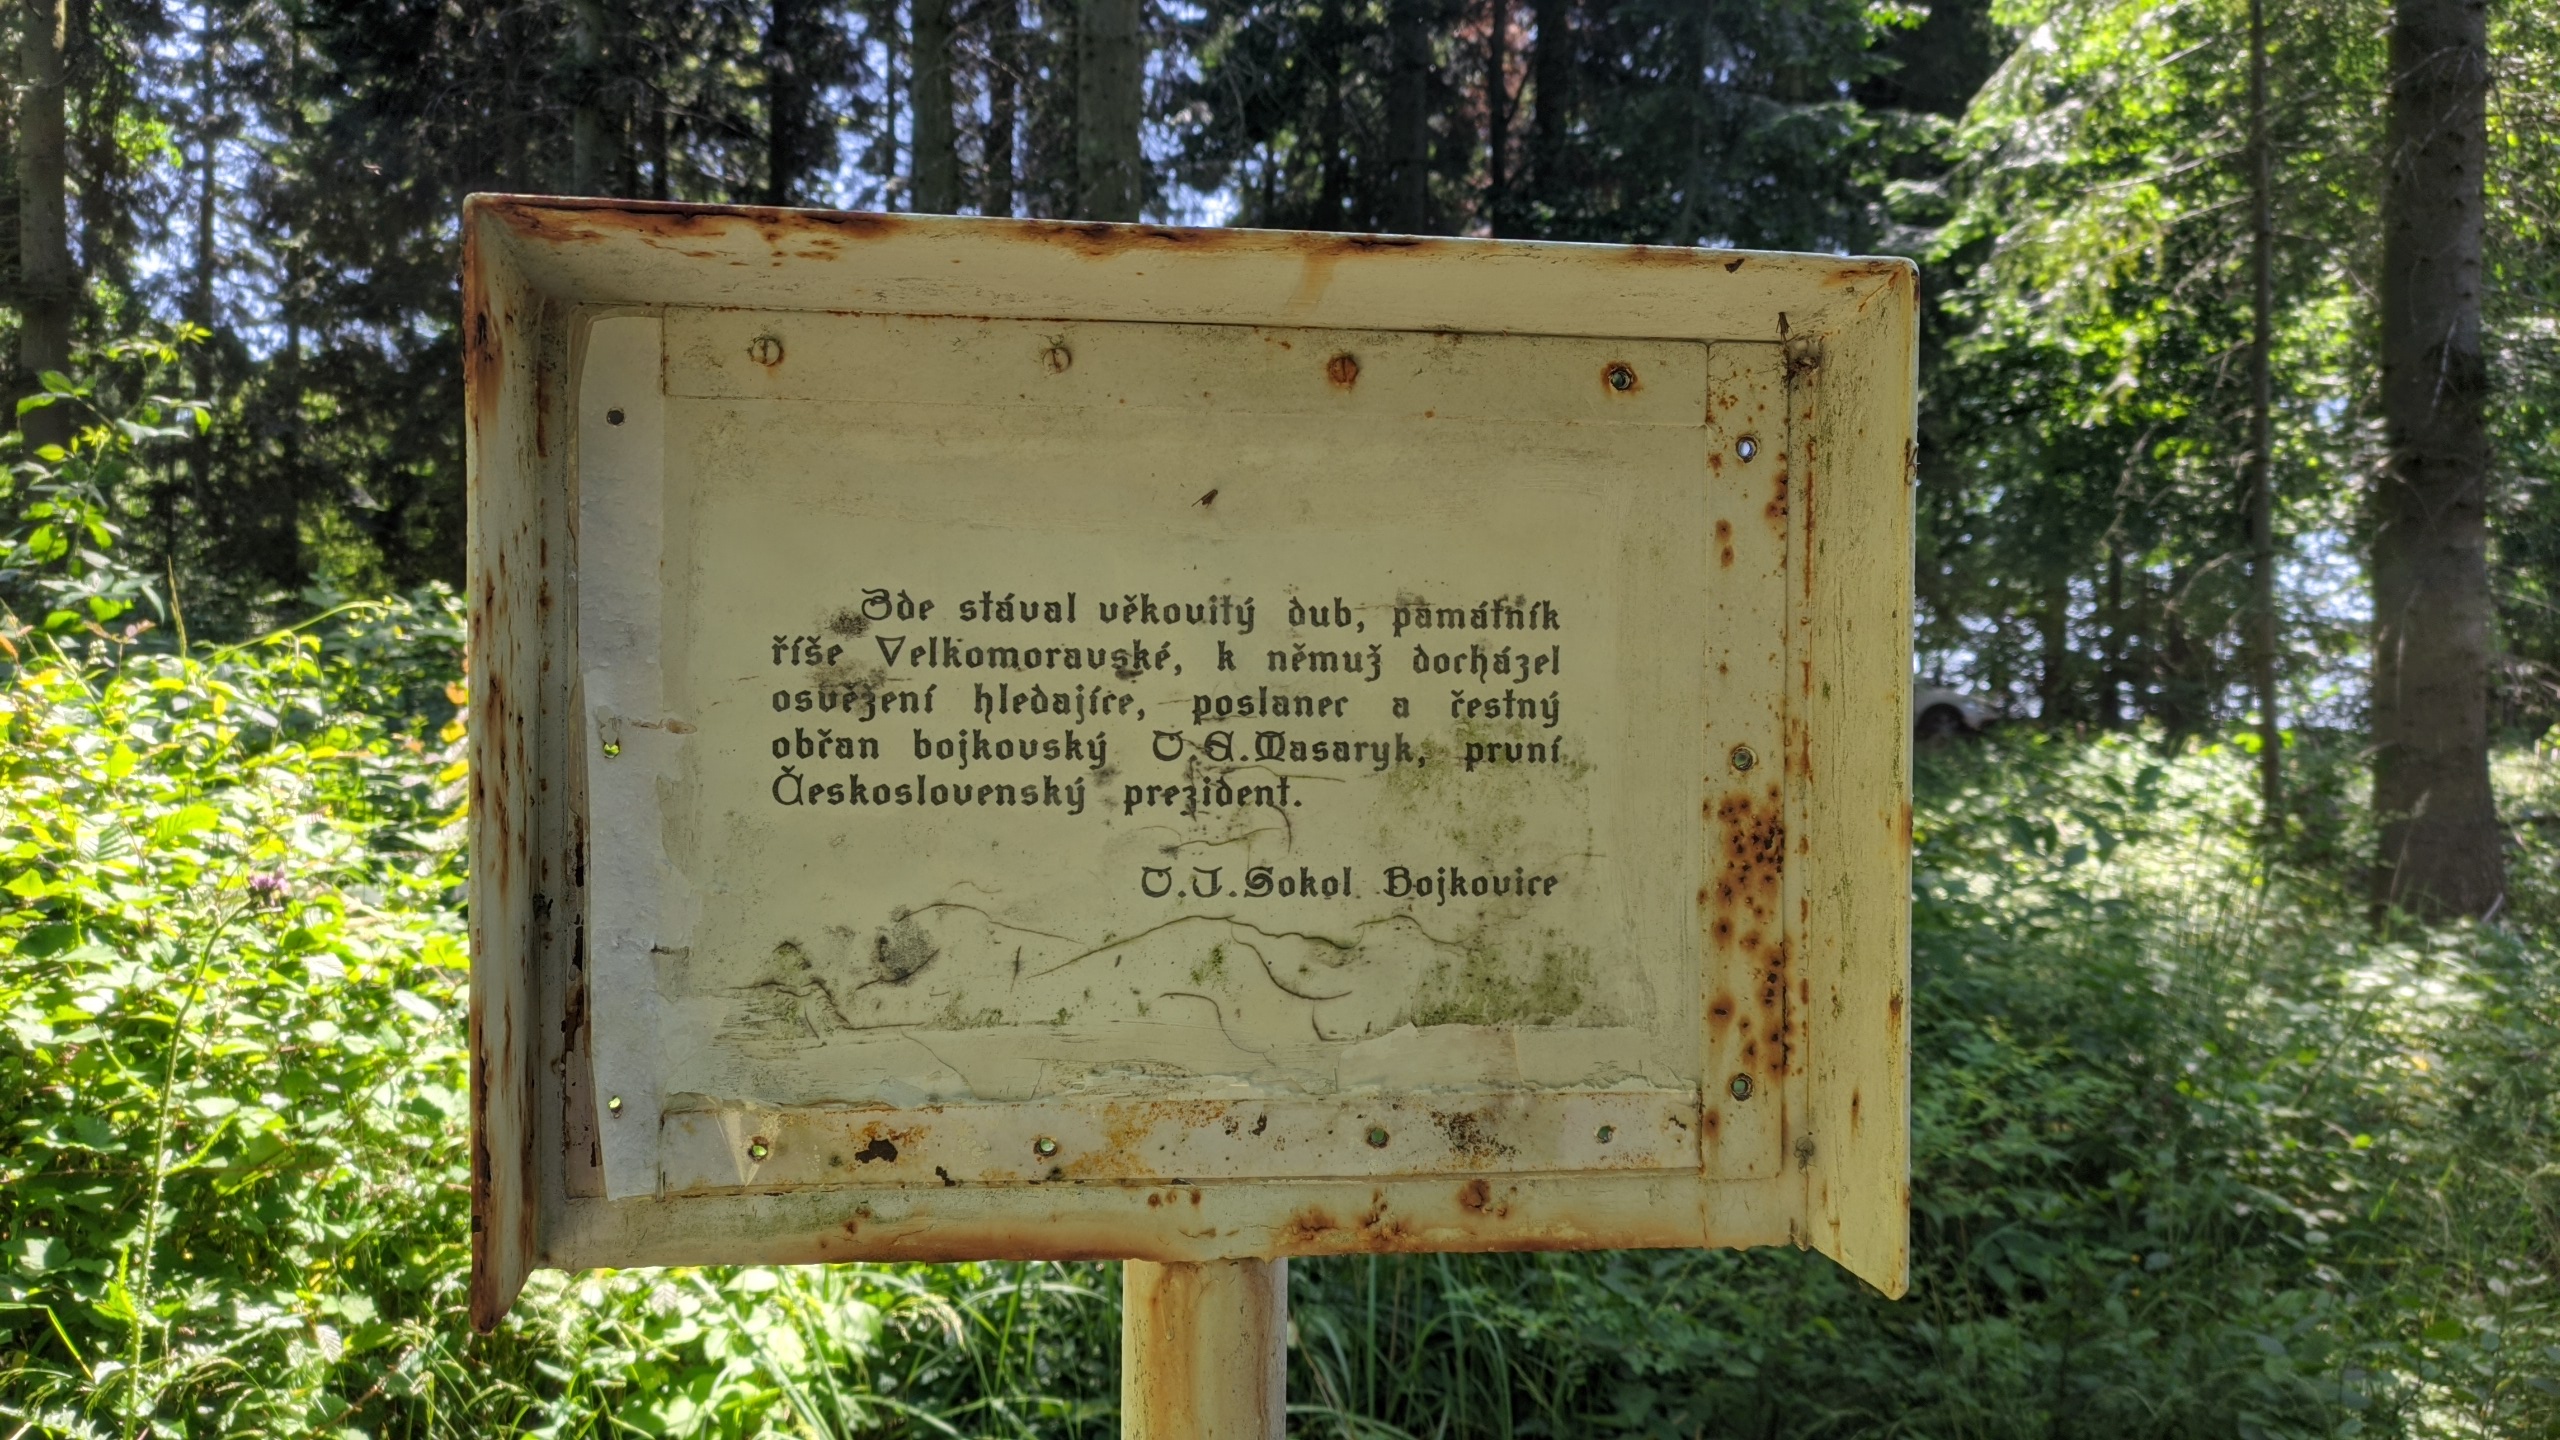 Zde stával věkovitý dub, památník
říše Velkomoravské, k němuž docházel
osvěžení hledajíce, poslanec a čestný
občan bojkovský T.G.Masaryk, první
Československý prezident.
T.J.Sokol Bojkovice